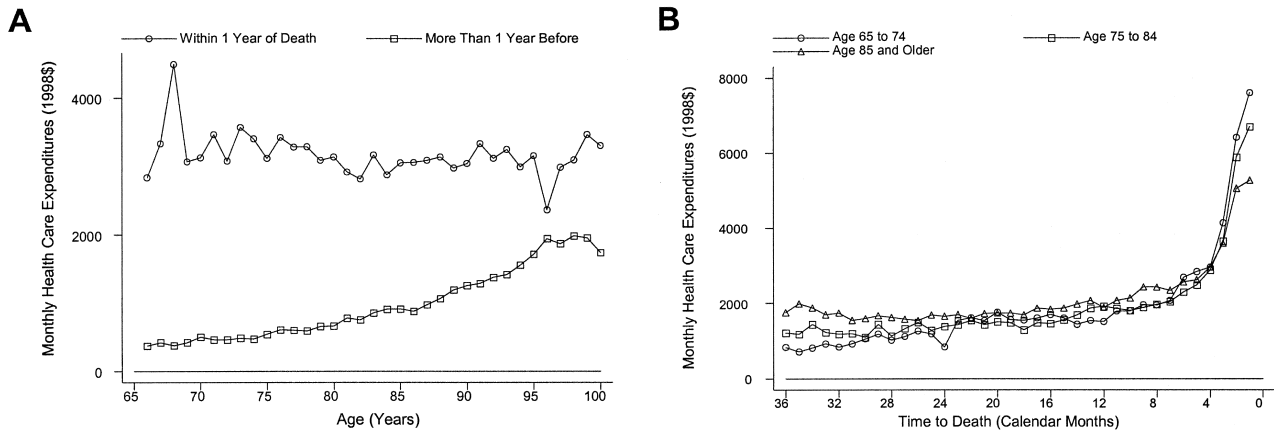 A
Within 1 Year of Death
More Than 1 Year Before
Monthly Health Care Expenditures (1998$)
4000
2000
0
65 70 75 80 85 90 95 100
Age (Years)
B
Age 65 to 74
Age 75 to 84
Age 85 and Older
Monthly Health Care Expenditures (1998$)
8000
6000
4000
2000
0
36 32 28 24 20 16 12 8 4 0
Time to Death (Calendar Months)